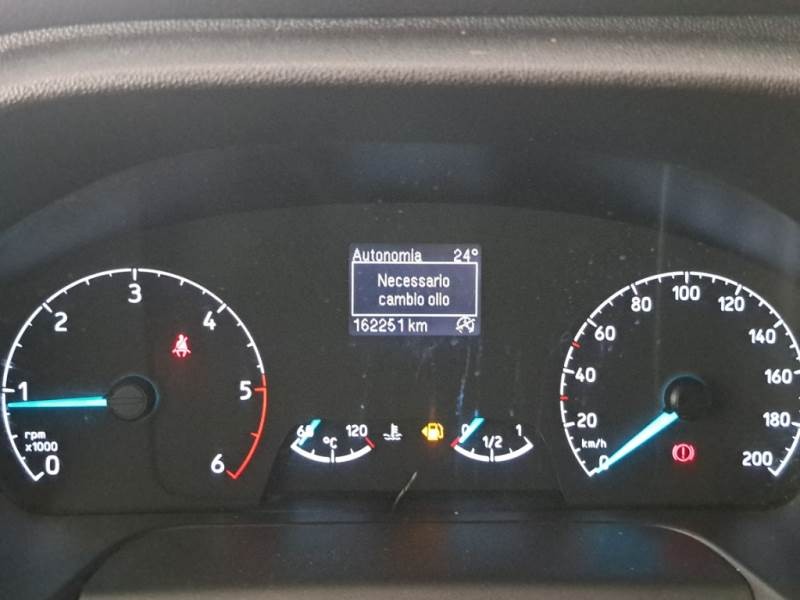 Autonomia 24°
Necessario
cambio olio
162251 km
0
1
2
3
4
5
6
rpm
x1000
60 120
°C
0 1/2 1
0
20
40
60
80
100
120
140
160
180
200
km/h